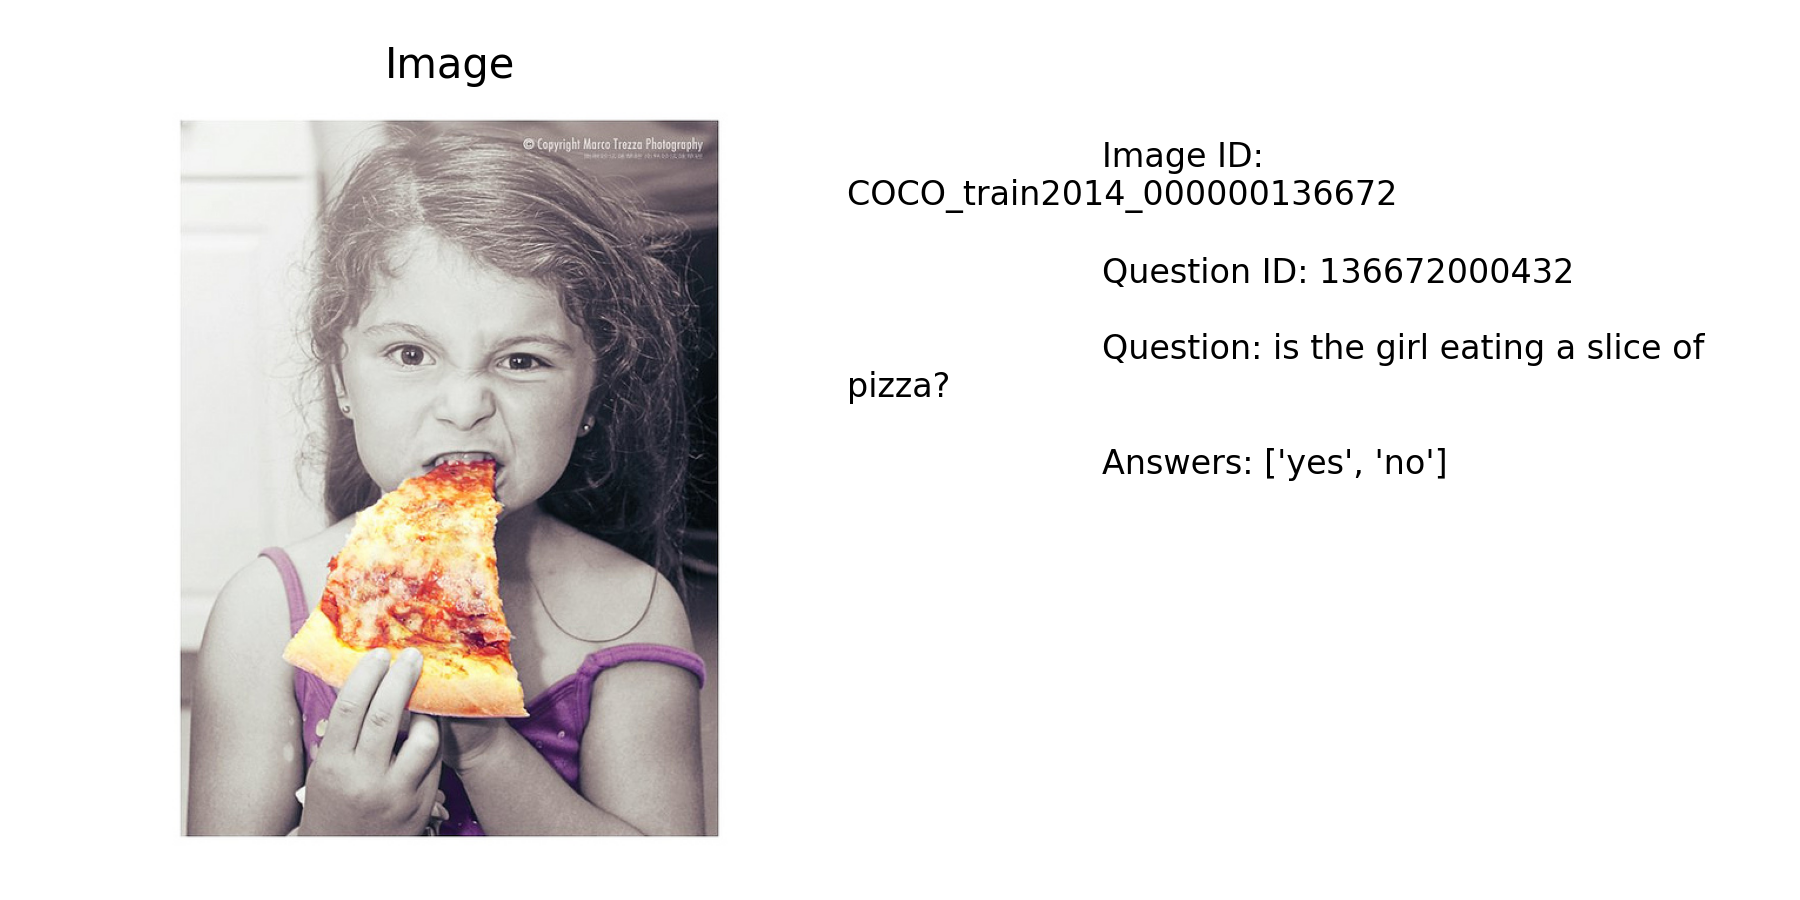 Image
© Copyright Marco Trezza Photography
Image ID:
COCO_train2014_000000136672
Question ID: 136672000432
Question: is the girl eating a slice of
pizza?
Answers: ['yes', 'no']